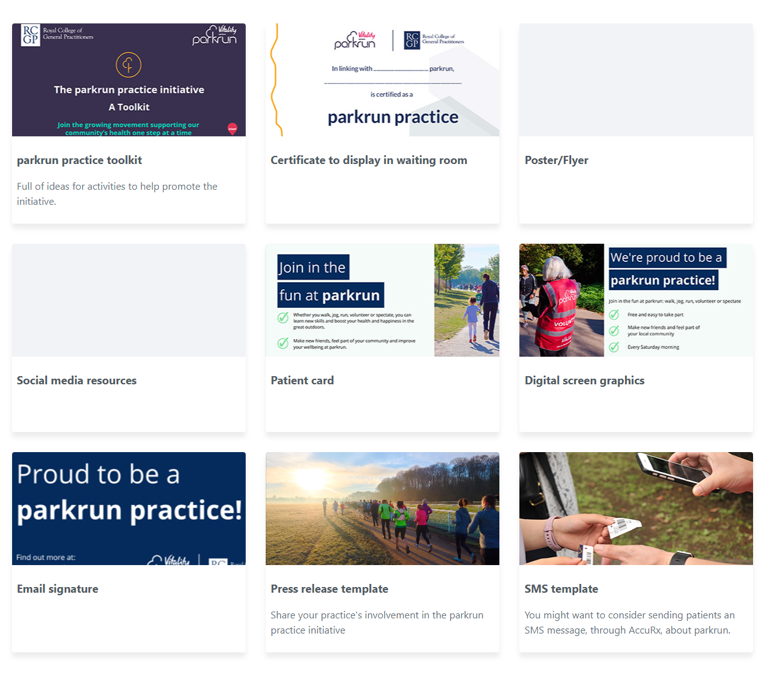 RC GP Royal College of General Practitioners
Vitality parkrun
The parkrun practice initiative
A Toolkit
Join the growing movement supporting our
community's health one step at a time
parkrun practice toolkit
Full of ideas for activities to help promote the
initiative.
Vitality parkrun
RC GP Royal College of General Practitioners
In linking with parkrun,
is certified as a
parkrun practice
Certificate to display in waiting room
Poster/Flyer
Social media resources
Join in the
fun at parkrun
Whether you walk, jog, run, volunteer or spectate, you can
learn new skills and boost your health and happiness in the
great outdoors.
Make new friends, feel part of your community and improve
your wellbeing at parkrun.
Patient card
parkrun
VOLUNTEER
We're proud to be a
parkrun practice!
Join in the fun at parkrun: walk, jog, run, volunteer or spectate
Free and easy to take part
Make new friends and feel part of
your local community
Every Saturday morning
Digital screen graphics
Proud to be a
parkrun practice!
Find out more at:
Vitality
RC
Email signature
Press release template
Share your practice's involvement in the parkrun
practice initiative
SMS template
You might want to consider sending patients an
SMS message, through AccuRx, about parkrun.